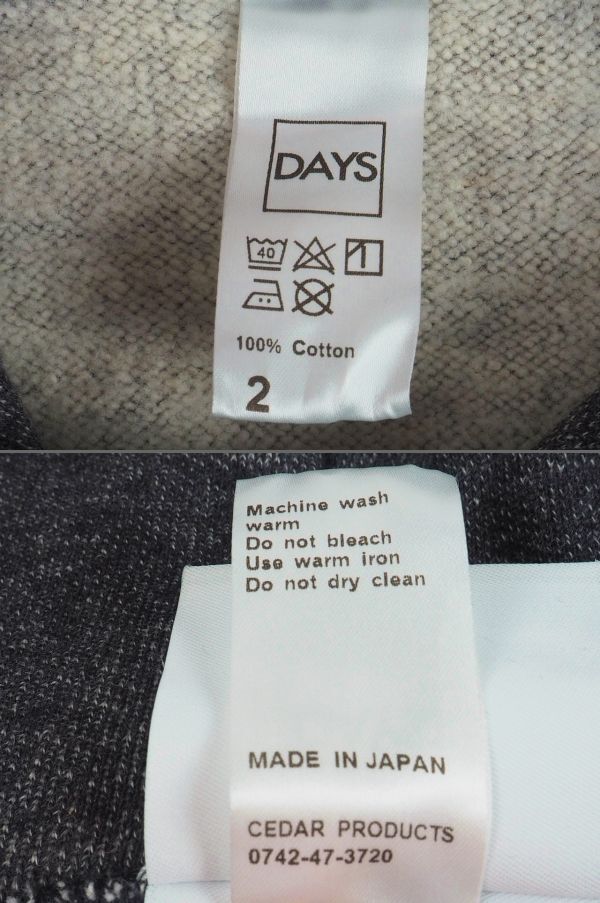 DAYS
40
100% Cotton
2
Machine wash
warm
Do not bleach
Use warm iron
Do not dry clean
MADE IN JAPAN
CEDAR PRODUCTS
0742-47-3720